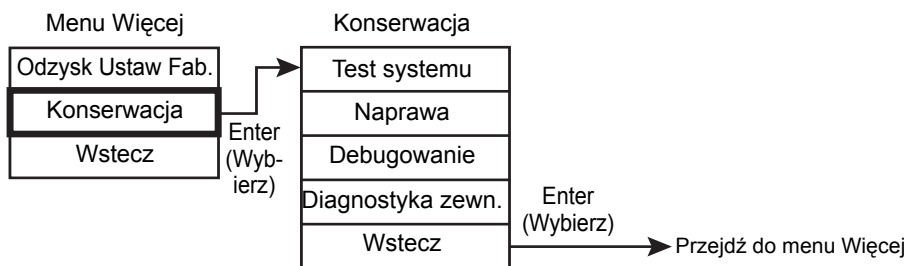 Menu Więcej
Odzysk Ustaw Fab.
Konserwacja
Wstecz
Enter
(Wyb-
ierz)
Konserwacja
Test systemu
Naprawa
Debugowanie
Diagnostyka zewn.
Wstecz
Enter
(Wybierz)
Przejdź do menu Więcej